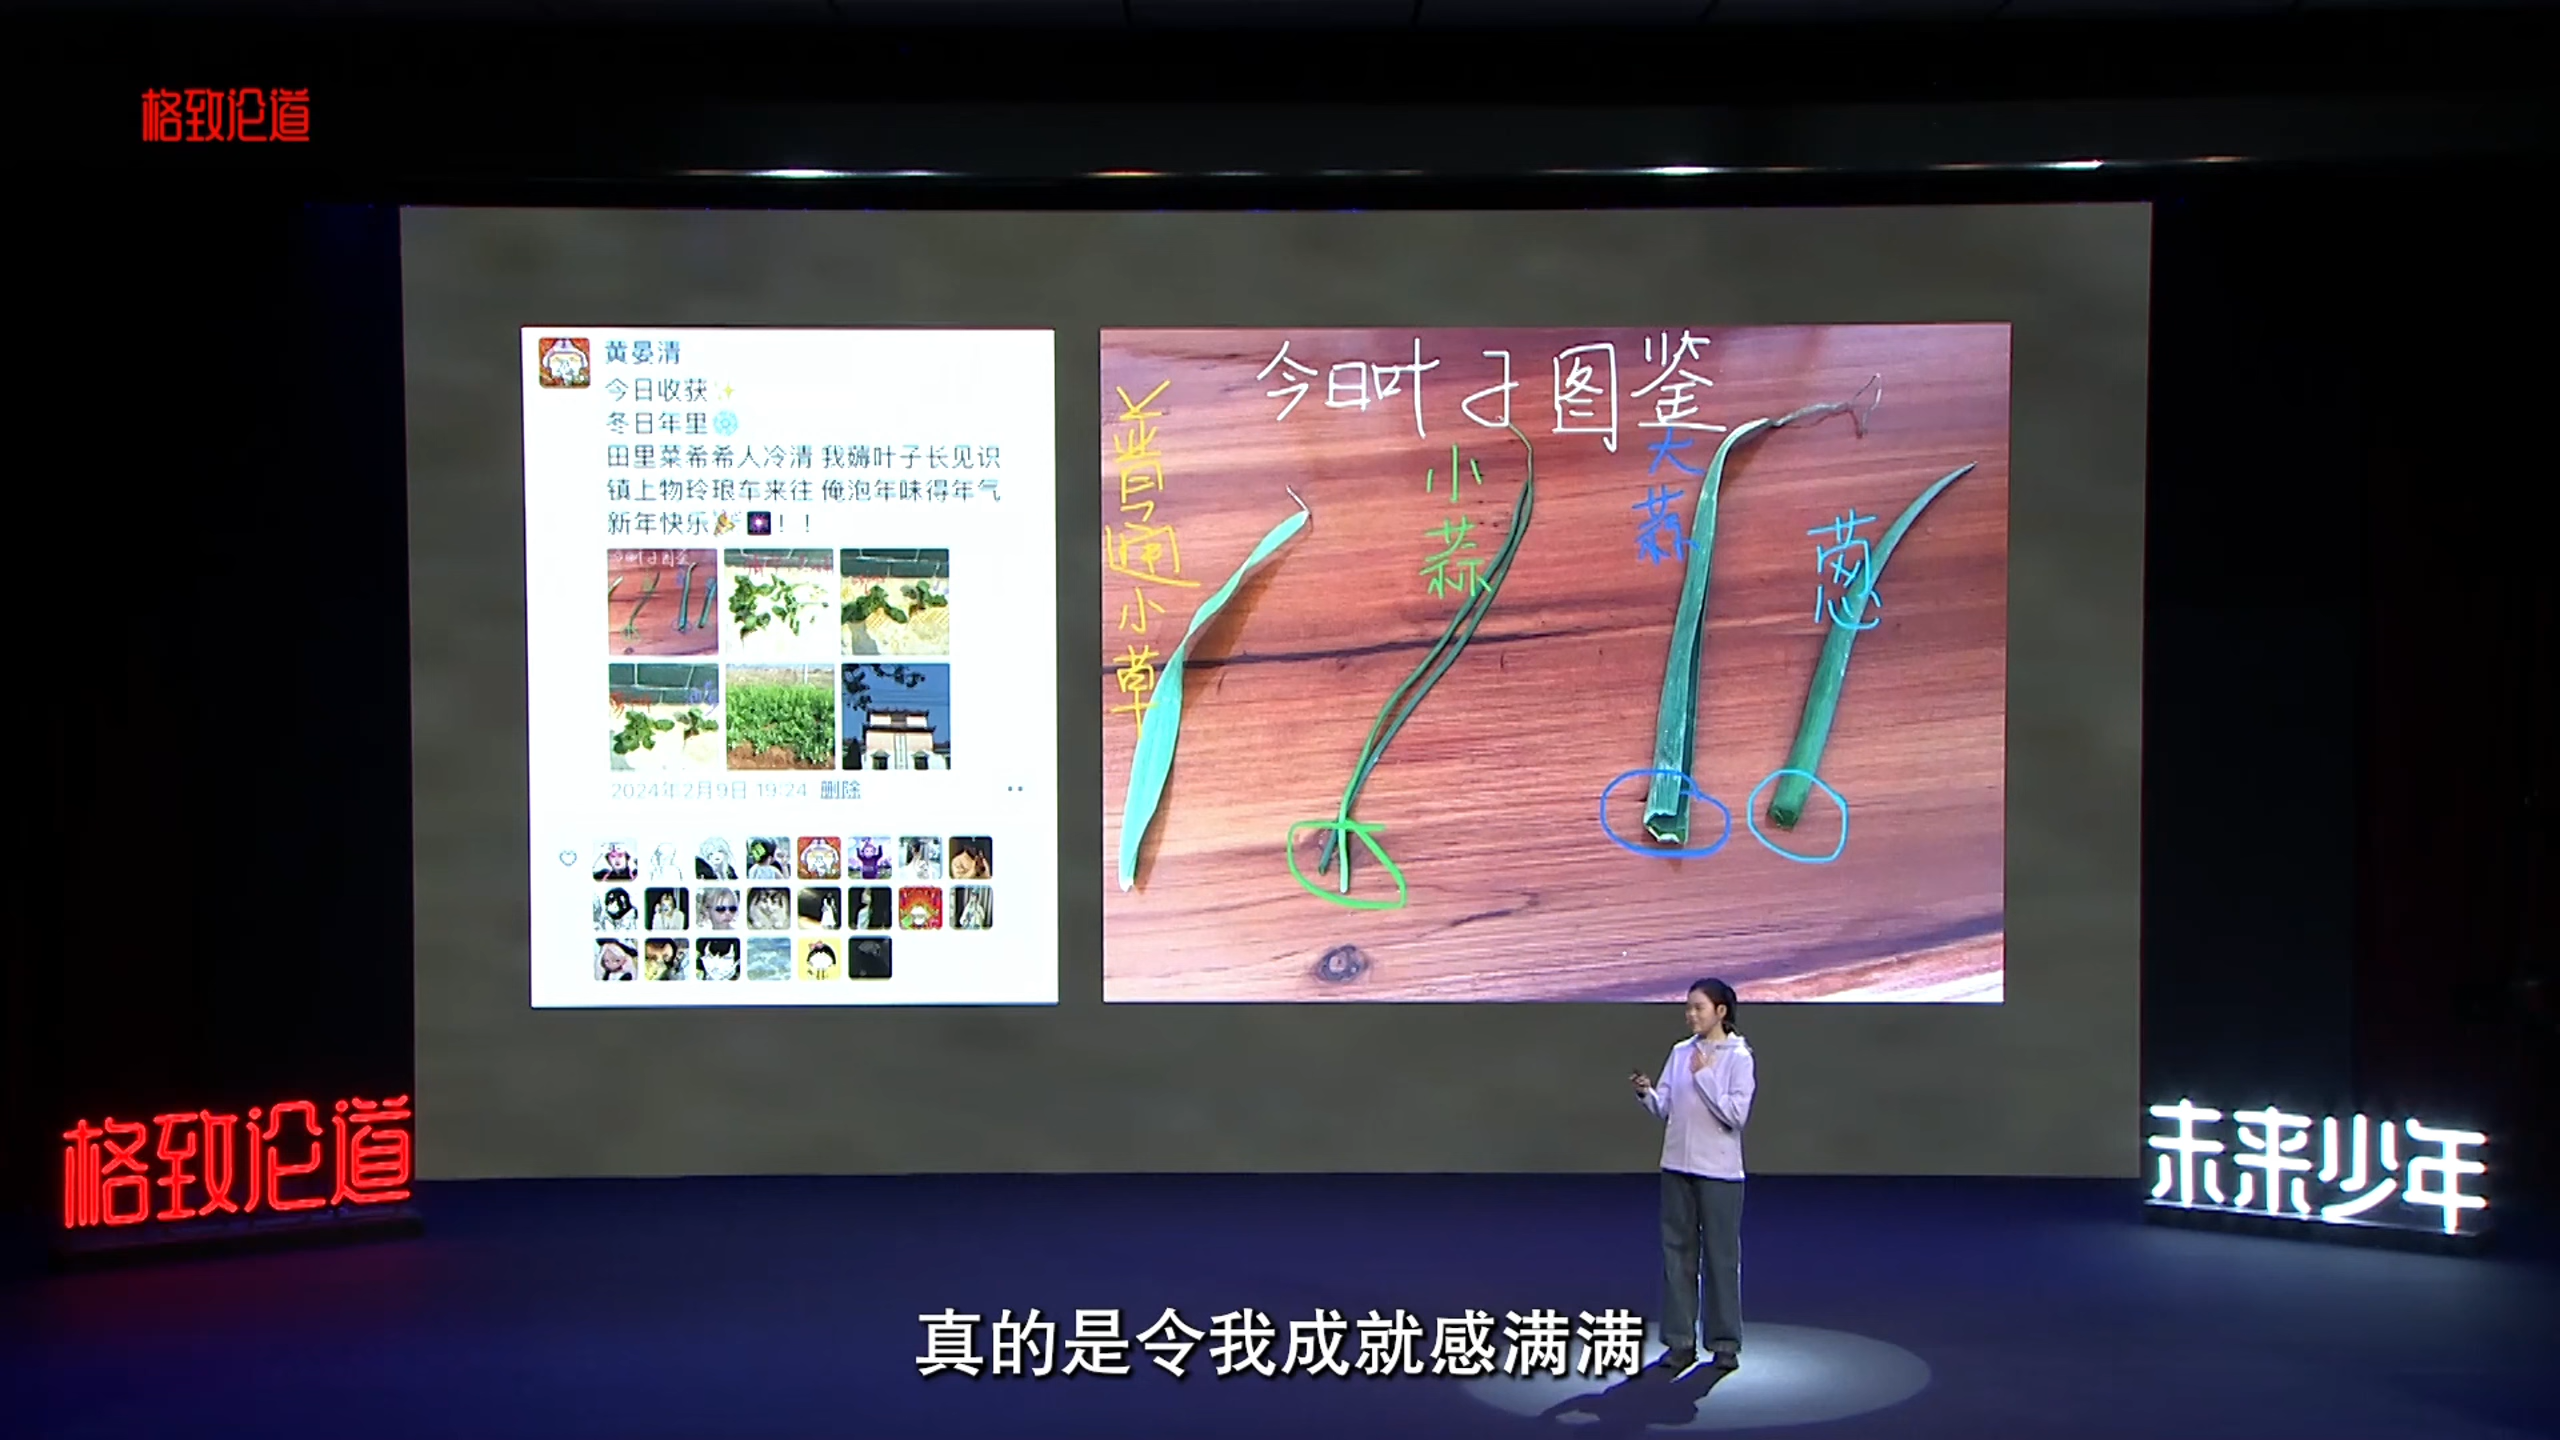 格致论道
黄晏清
今日收获
冬日年里
田里菜希希人冷清 我薅叶子长见识
镇上物玲琅车来往 俺泡年味得年气
新年快乐！！
2024年2月9日 19:24 删除
今日叶子图鉴
普通小草
小蒜
大蒜
葱
格致论道
未来少年
真的是令我成就感满满